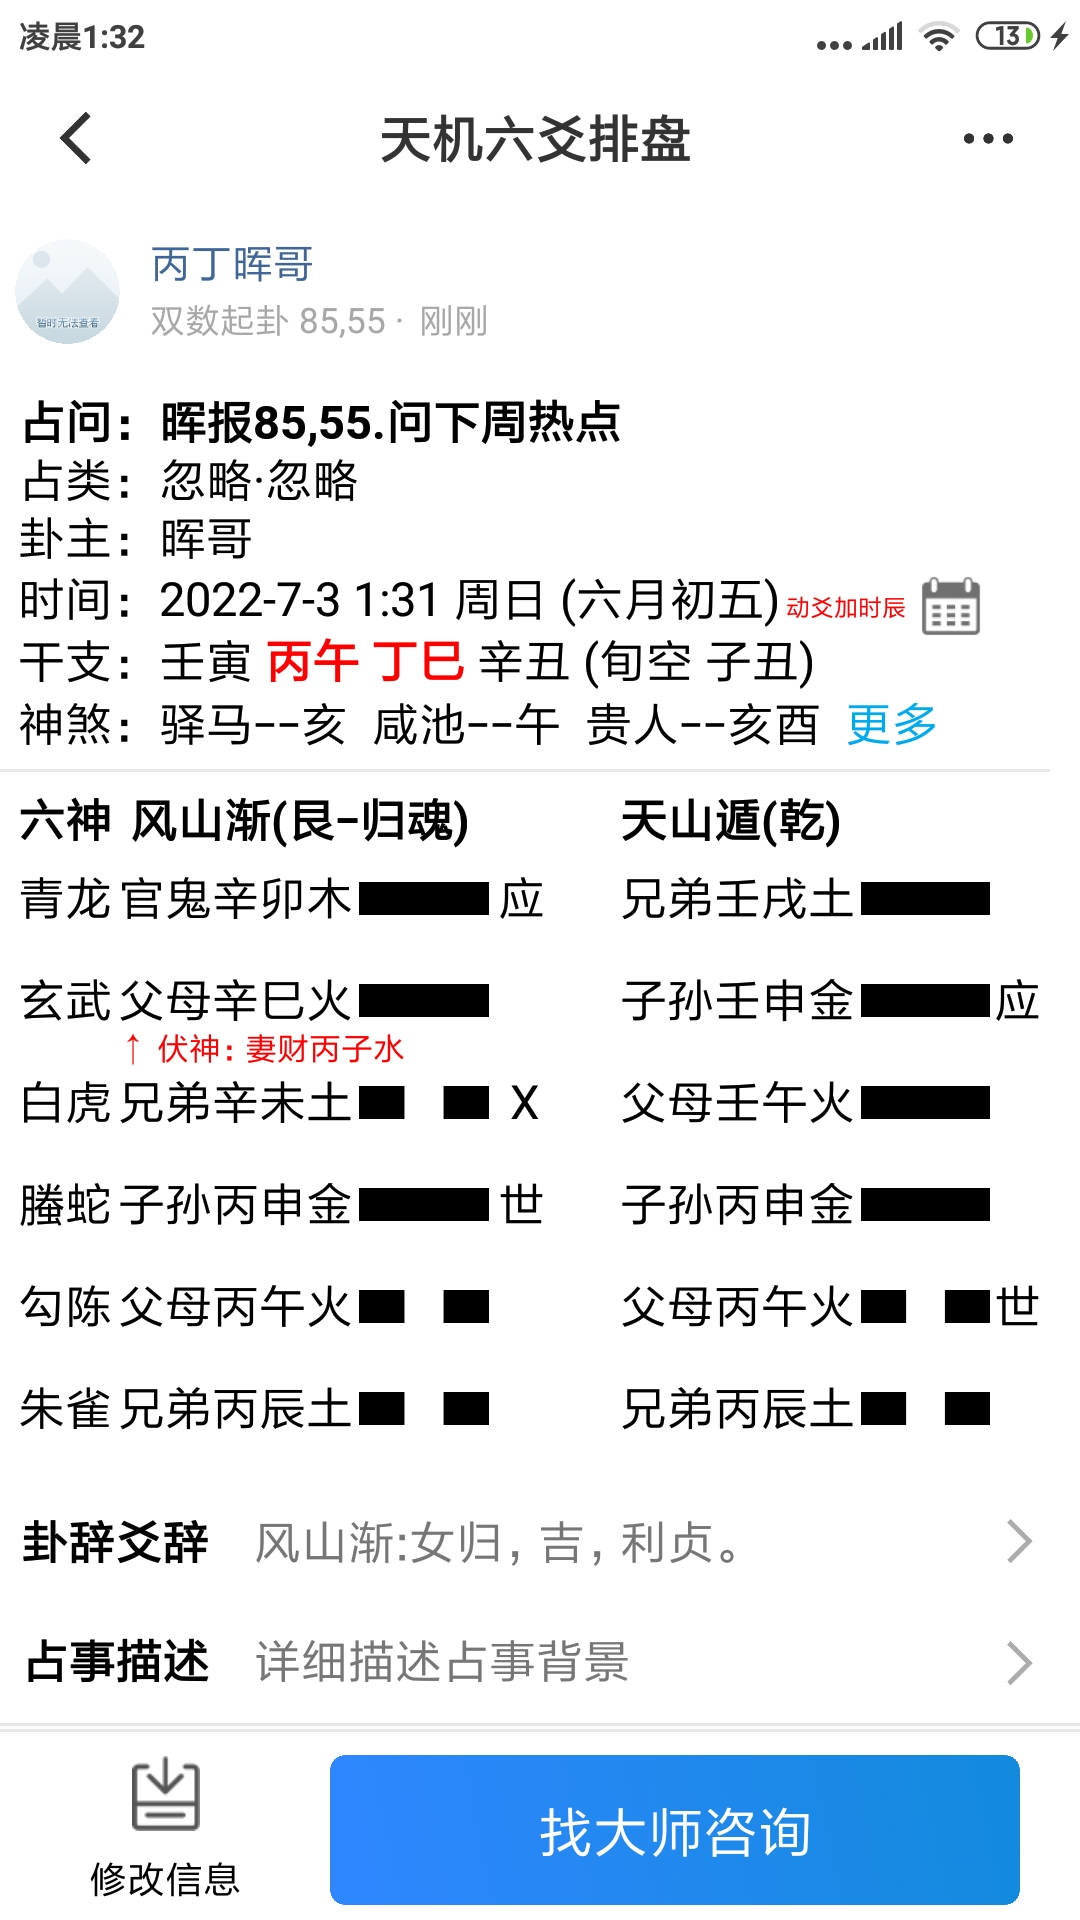 凌晨1:32
13
天机六爻排盘
丙丁晖哥
双数起卦 85,55 · 刚刚
暂时无法查看
占问：晖报85,55.问下周热点
占类：忽略·忽略
卦主：晖哥
时间：2022-7-3 1:31 周日 (六月初五) 动爻加时辰
干支：壬寅 丙午 丁巳 辛丑 (旬空 子丑)
神煞：驿马--亥 咸池--午 贵人--亥酉 更多
六神 风山渐(艮-归魂) 天山遁(乾)
青龙 官鬼辛卯木 应 兄弟壬戌土
玄武 父母辛巳火 子孙壬申金 应
↑ 伏神：妻财丙子水
白虎 兄弟辛未土 X 父母壬午火
螣蛇 子孙丙申金 世 子孙丙申金
勾陈 父母丙午火 父母丙午火 世
朱雀 兄弟丙辰土 兄弟丙辰土
卦辞爻辞 风山渐:女归，吉，利贞。
占事描述 详细描述占事背景
修改信息
找大师咨询